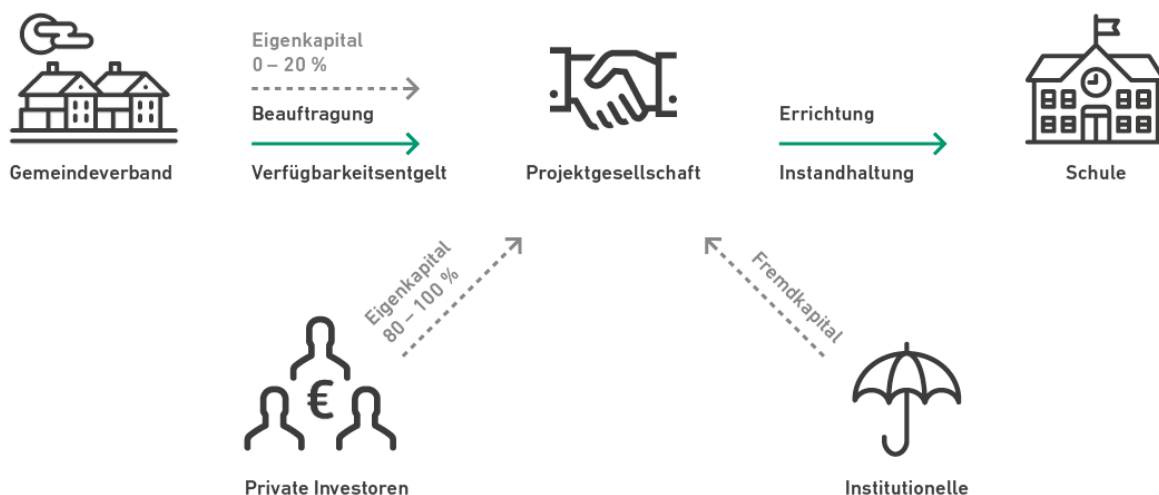 Eigenkapital
0 – 20 %
Beauftragung
Errichtung
Gemeindeverband
Verfügbarkeitsentgelt
Projektgesellschaft
Instandhaltung
Schule
Eigenkapital
80 – 100 %
Fremdkapital
€
Private Investoren
Institutionelle